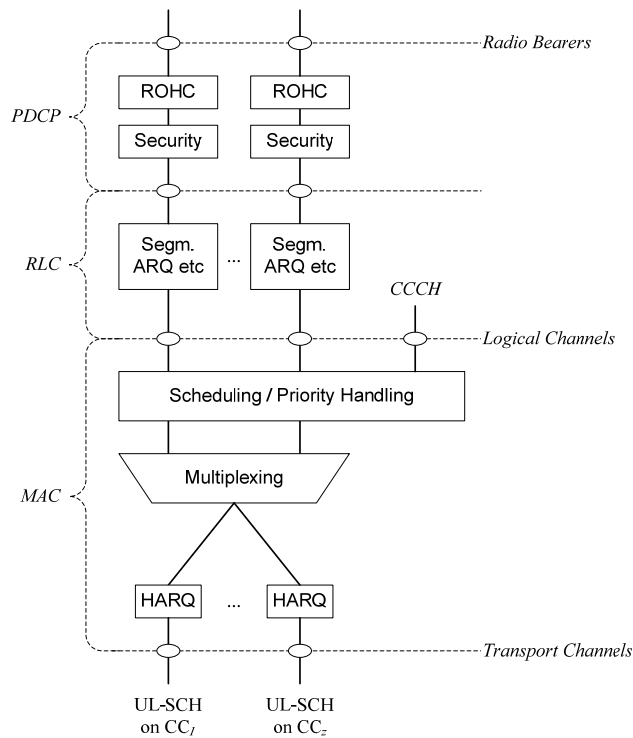 Radio Bearers
ROHC
ROHC
PDCP
Security
Security
Segm.
ARQ etc
...
Segm.
ARQ etc
RLC
CCCH
Logical Channels
Scheduling / Priority Handling
Multiplexing
MAC
HARQ
...
HARQ
Transport Channels
UL-SCH
on CC1
UL-SCH
on CCz